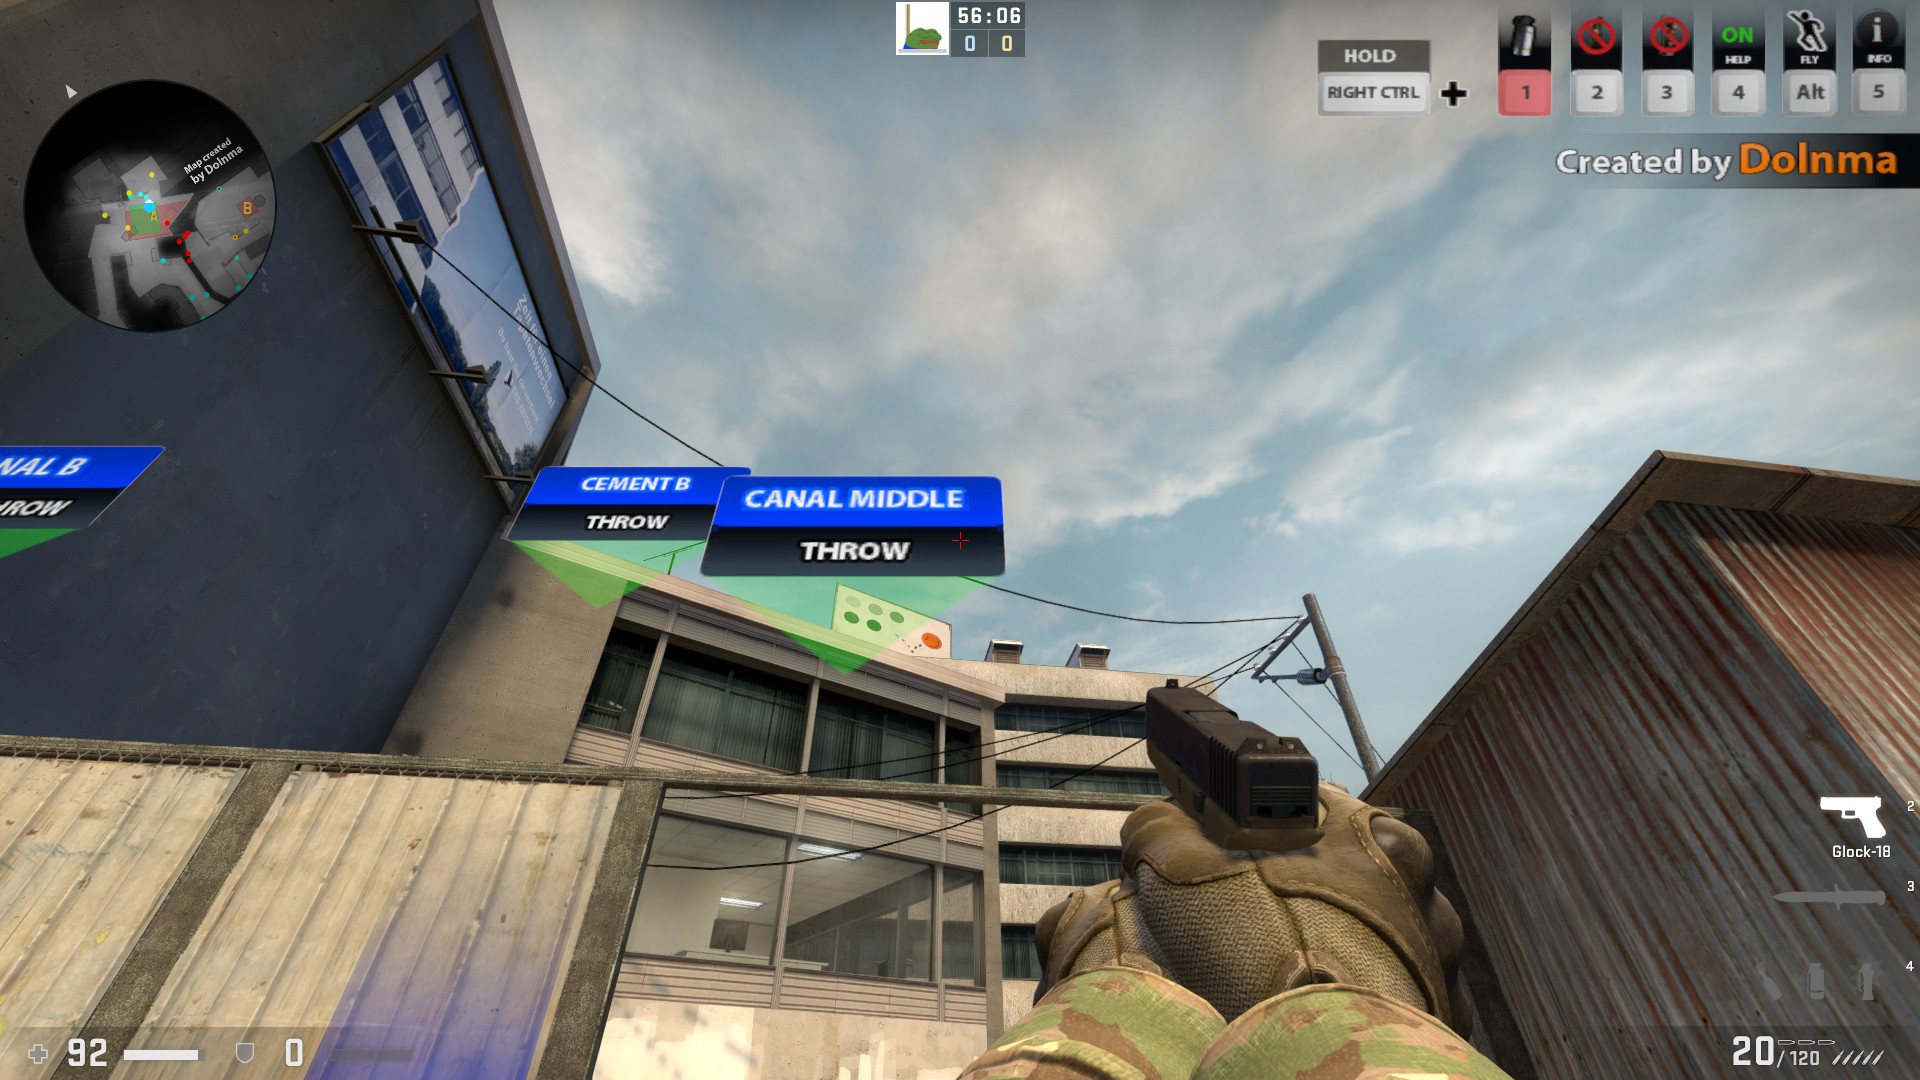 56:06
0 0
HOLD
RIGHT CTRL
1 2 3 4 Alt 5
ON
HELP
FLY
INFO
Created by Dolnma
Map created
by Dolnma
A
B
NAL B
HROW
CEMENT B
THROW
CANAL MIDDLE
THROW
2
Glock-18
3
4
92
0
20/120